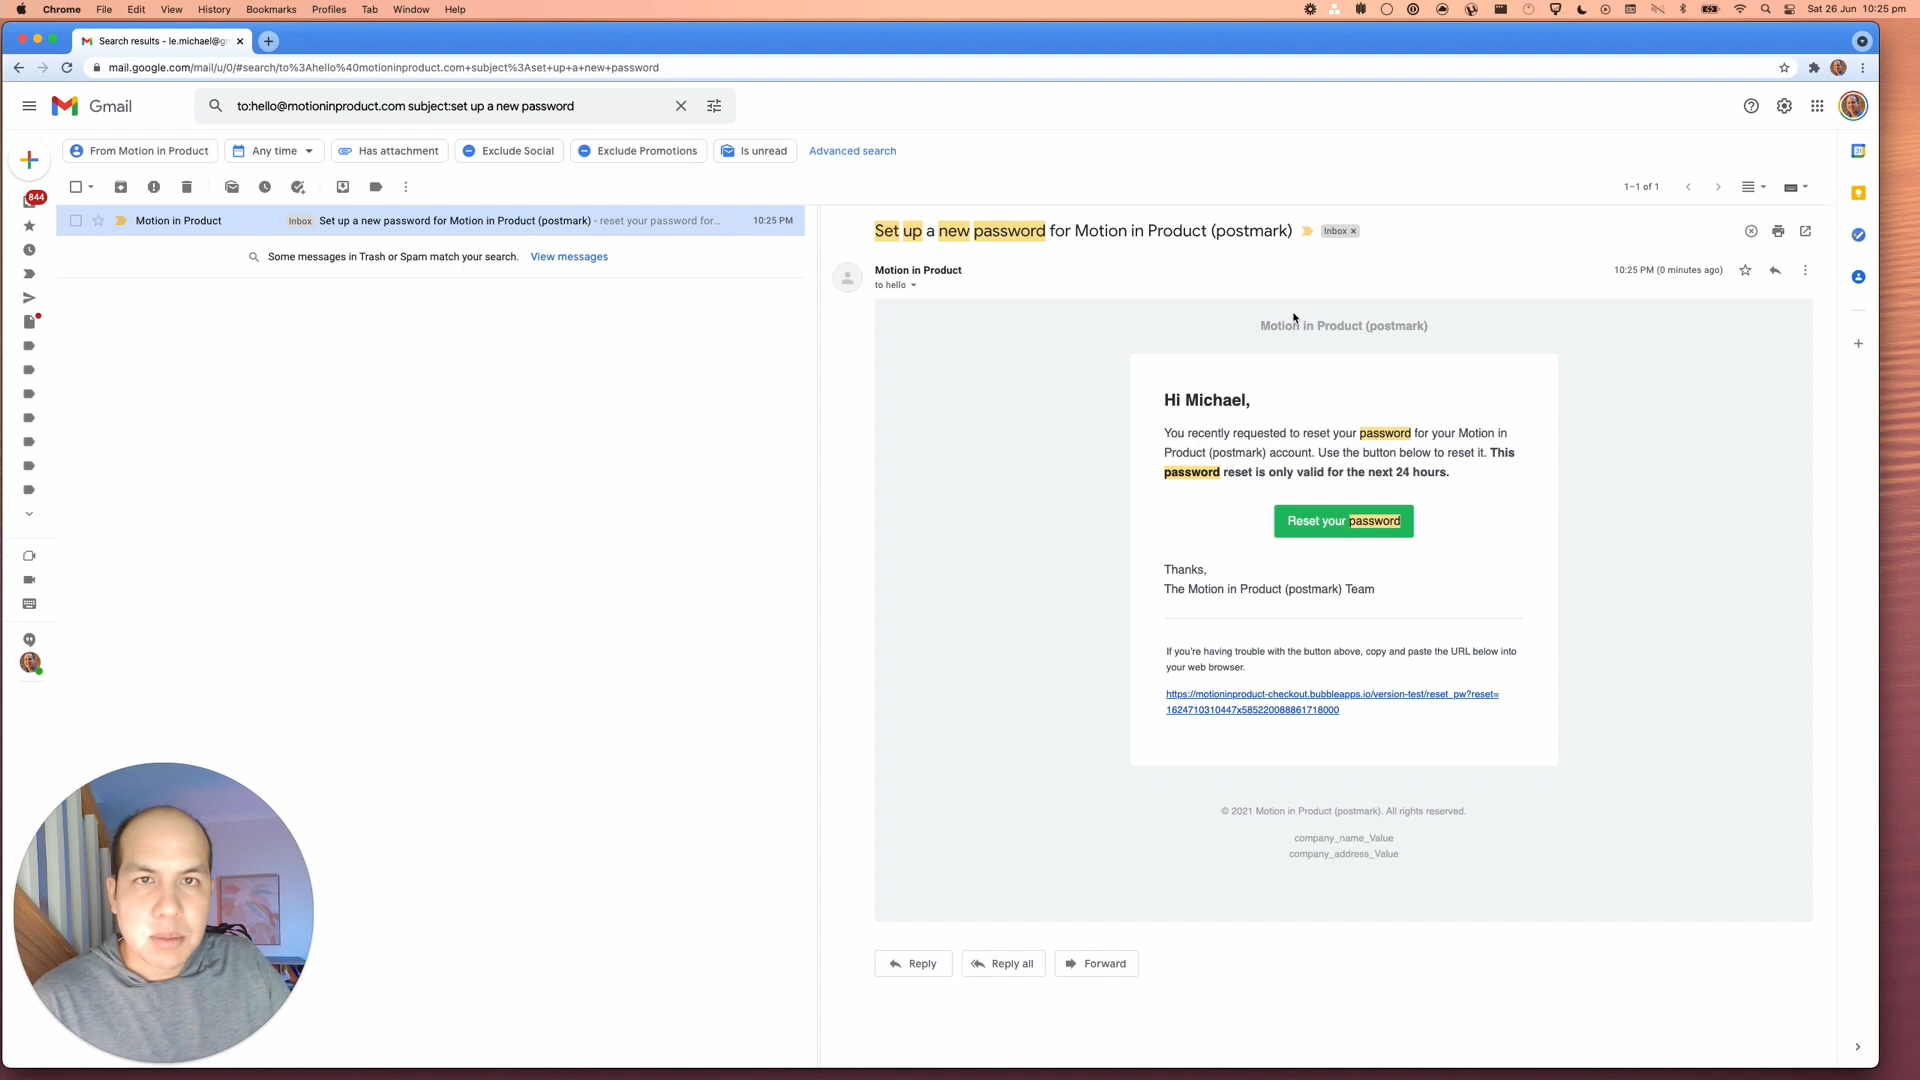 Chrome File Edit View History Bookmarks Profiles Tab Window Help
Sat 26 Jun 10:25 pm
Search results - le.michael@g
mail.google.com/mail/u/0/#search/to%3Ahello%40motioninproduct.com+subject%3Aset+up+a+new+password
Gmail
to:hello@motioninproduct.com subject:set up a new password
From Motion in Product Any time Has attachment Exclude Social Exclude Promotions Is unread Advanced search
1–1 of 1
844
Motion in Product Inbox Set up a new password for Motion in Product (postmark) - reset your password for... 10:25 PM
Some messages in Trash or Spam match your search. View messages
Set up a new password for Motion in Product (postmark) Inbox
Motion in Product
10:25 PM (0 minutes ago)
to hello
Motion in Product (postmark)
Hi Michael,
You recently requested to reset your password for your Motion in
Product (postmark) account. Use the button below to reset it. This
password reset is only valid for the next 24 hours.
Reset your password
Thanks,
The Motion in Product (postmark) Team
If you're having trouble with the button above, copy and paste the URL below into
your web browser.
https://motioninproduct-checkout.bubbleapps.io/version-test/reset_pw?reset=
1624710310447x585220088861718000
© 2021 Motion in Product (postmark). All rights reserved.
company_name_Value
company_address_Value
Reply Reply all Forward